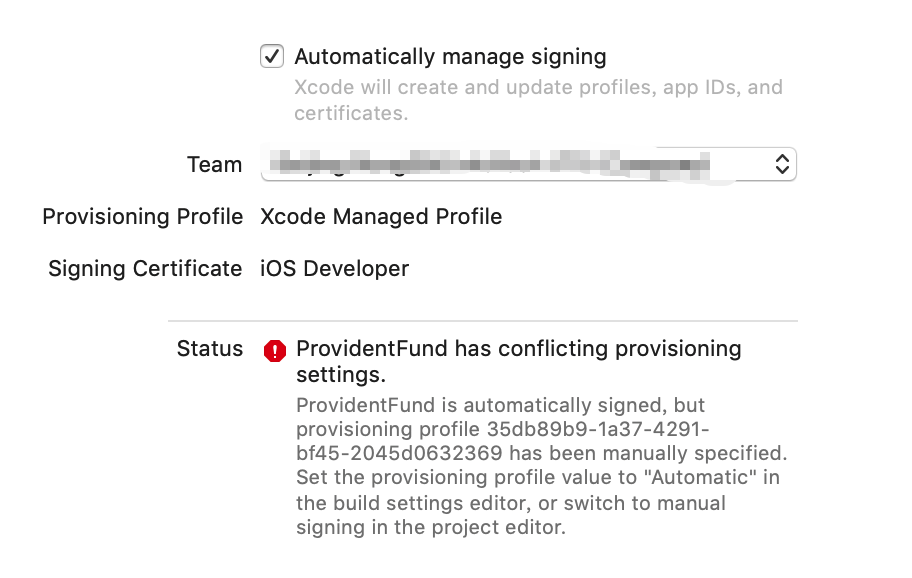 Automatically manage signing
Xcode will create and update profiles, app IDs, and
certificates.
Team
Provisioning Profile Xcode Managed Profile
Signing Certificate iOS Developer
Status ProvidentFund has conflicting provisioning
settings.
ProvidentFund is automatically signed, but
provisioning profile 35db89b9-1a37-4291-
bf45-2045d0632369 has been manually specified.
Set the provisioning profile value to "Automatic" in
the build settings editor, or switch to manual
signing in the project editor.